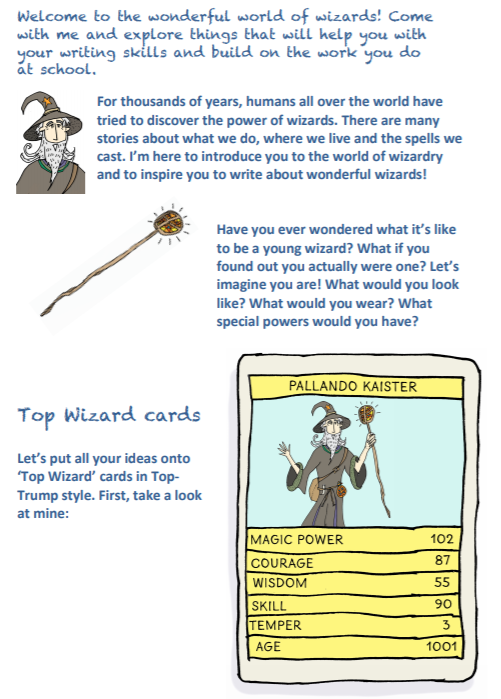 Welcome to the wonderful world of wizards! Come
with me and explore things that will help you with
your writing skills and build on the work you do
at school.
For thousands of years, humans all over the world have
tried to discover the power of wizards. There are many
stories about what we do, where we live and the spells we
cast. I'm here to introduce you to the world of wizardry
and to inspire you to write about wonderful wizards!
Have you ever wondered what it's like
to be a young wizard? What if you
found out you actually were one? Let's
imagine you are! What would you look
like? What would you wear? What
special powers would you have?
Top Wizard cards
Let's put all your ideas onto
'Top Wizard' cards in Top-
Trump style. First, take a look
at mine:
PALLANDO KAISTER
MAGIC POWER 102
COURAGE 87
WISDOM 55
SKILL 90
TEMPER 3
AGE 1001